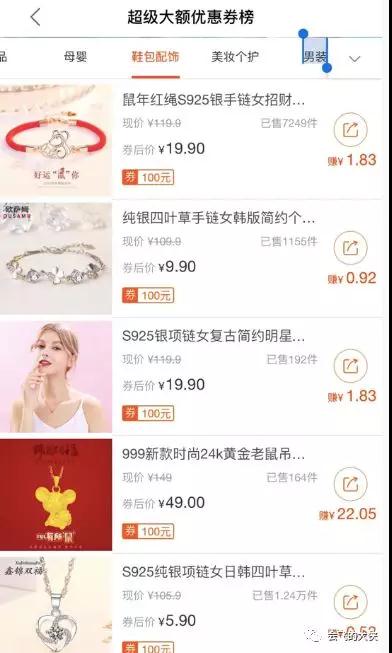 超级大额优惠券榜
品 母婴 鞋包配饰 美妆个护 男装
好运"鼠"你
鼠年红绳S925银手链女招财...
现价 ¥119.9 已售7249件
券后价 ¥19.90
赚¥ 1.83
券 100元
欧萨姆
OUSAMU
纯银四叶草手链女韩版简约个...
现价 ¥109.9 已售1155件
券后价 ¥9.90
赚¥ 0.92
券 100元
S925银项链女复古简约明星...
现价 ¥119.9 已售192件
券后价 ¥19.90
赚¥ 1.83
券 100元
999新款时尚24k黄金老鼠吊...
现价 ¥149 已售164件
券后价 ¥49.00
赚¥ 22.05
券 100元
鑫锦双福
S925纯银项链女日韩四叶草...
现价 ¥105.9 已售1.24万件
券后价 ¥5.90
券 100元